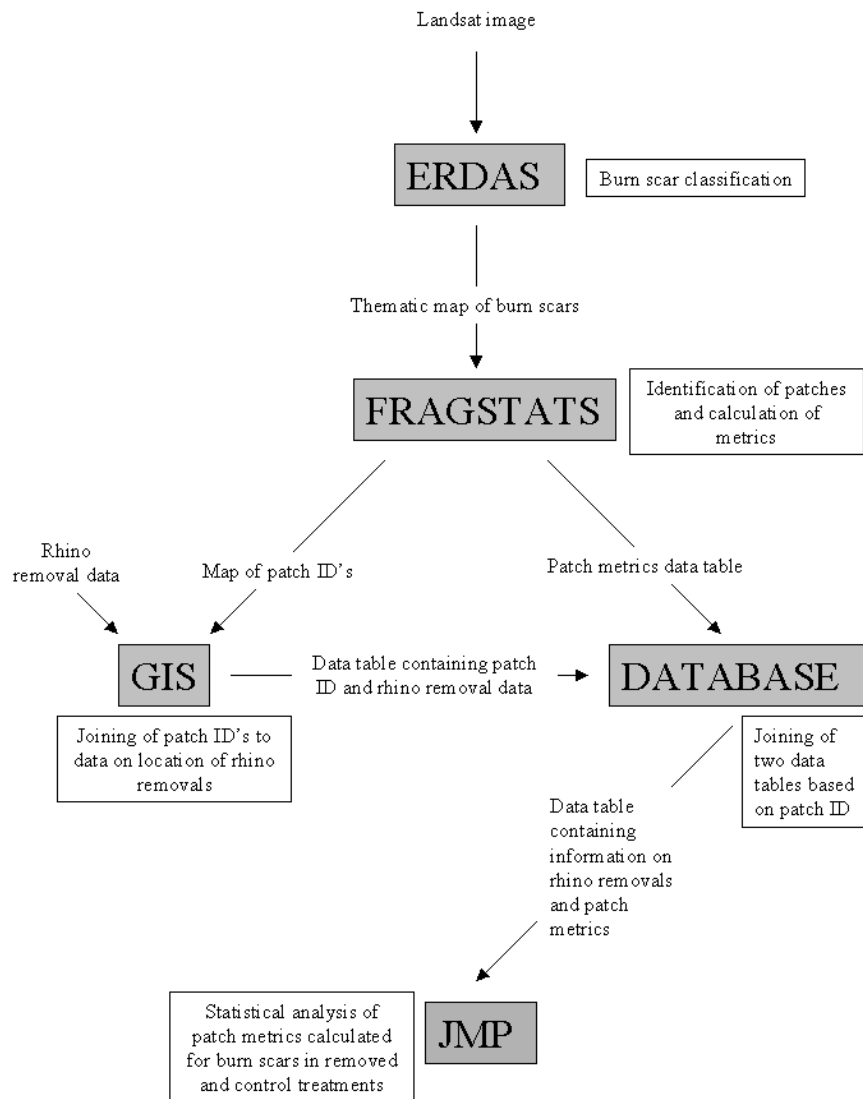 Landsat image
ERDAS
Burn scar classification
Thematic map of burn scars
FRAGSTATS
Identification of patches
and calculation of
metrics
Rhino
removal data
Map of patch ID's
Patch metrics data table
GIS
Data table containing patch
ID and rhino removal data
DATABASE
Joining of patch ID's to
data on location of rhino
removals
Joining of
two data
tables based
on patch ID
Data table
containing
information on
rhino removals
and patch
metrics
Statistical analysis of
patch metrics calculated
for burn scars in removed
and control treatments
JMP